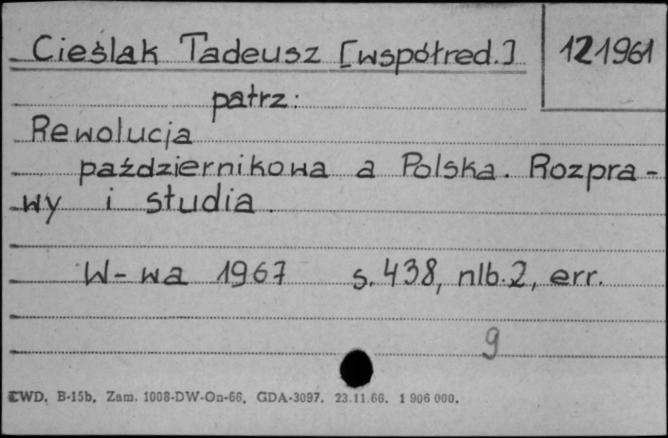 Cieślak Tadeusz [współred.]
121961
patrz:
Rewolucja
październikowa a Polska. Rozpra-
wy i studia.
W-wa 1967 s. 438, nlb. 2, err.
9
CWD. B-15b, Zam. 1008-DW-On-66. GDA-3097. 23.11.66. 1 906 000.